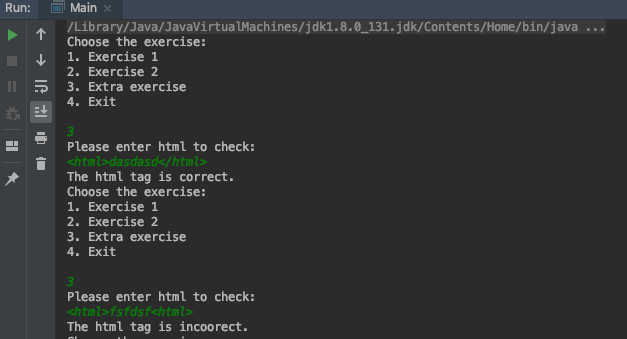 Run: Main ×
/Library/Java/JavaVirtualMachines/jdk1.8.0_131.jdk/Contents/Home/bin/java ...
Choose the exercise:
1. Exercise 1
2. Exercise 2
3. Extra exercise
4. Exit
3
Please enter html to check:
<html>dasdasd</html>
The html tag is correct.
Choose the exercise:
1. Exercise 1
2. Exercise 2
3. Extra exercise
4. Exit
3
Please enter html to check:
<html>fsfdsf<html>
The html tag is incoorect.